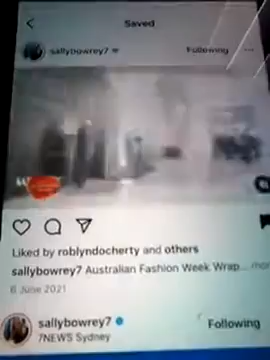 Saved
sallybowrey7
Following
Liked by roblyndocherty and others
sallybowrey7 Australian Fashion Week Wrap...
6 June 2021
sallybowrey7
7NEWS Sydney
Following